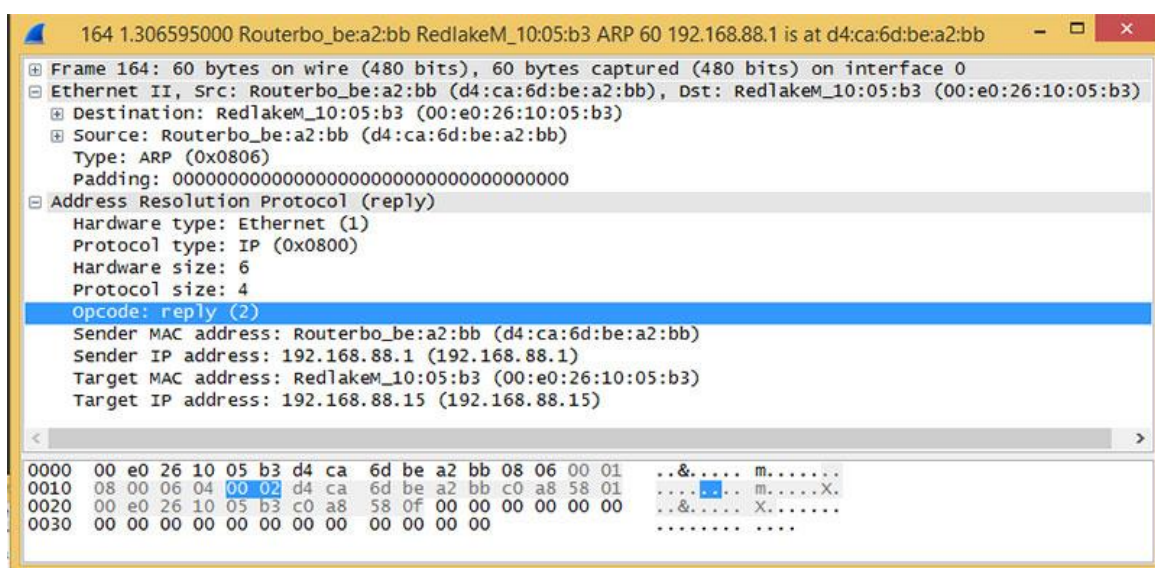 164 1.306595000 Routerbo_be:a2:bb RedlakeM_10:05:b3 ARP 60 192.168.88.1 is at d4:ca:6d:be:a2:bb
Frame 164: 60 bytes on wire (480 bits), 60 bytes captured (480 bits) on interface 0
Ethernet II, Src: Routerbo_be:a2:bb (d4:ca:6d:be:a2:bb), Dst: RedlakeM_10:05:b3 (00:e0:26:10:05:b3)
Destination: RedlakeM_10:05:b3 (00:e0:26:10:05:b3)
Source: Routerbo_be:a2:bb (d4:ca:6d:be:a2:bb)
Type: ARP (0x0806)
Padding: 000000000000000000000000000000000000
Address Resolution Protocol (reply)
Hardware type: Ethernet (1)
Protocol type: IP (0x0800)
Hardware size: 6
Protocol size: 4
Opcode: reply (2)
Sender MAC address: Routerbo_be:a2:bb (d4:ca:6d:be:a2:bb)
Sender IP address: 192.168.88.1 (192.168.88.1)
Target MAC address: RedlakeM_10:05:b3 (00:e0:26:10:05:b3)
Target IP address: 192.168.88.15 (192.168.88.15)
0000 00 e0 26 10 05 b3 d4 ca 6d be a2 bb 08 06 00 01 ..&..... m.......
0010 08 00 06 04 00 02 d4 ca 6d be a2 bb c0 a8 58 01 ........ m.....X.
0020 00 e0 26 10 05 b3 c0 a8 58 0f 00 00 00 00 00 00 ..&..... X.......
0030 00 00 00 00 00 00 00 00 00 00 00 00 ........ ....